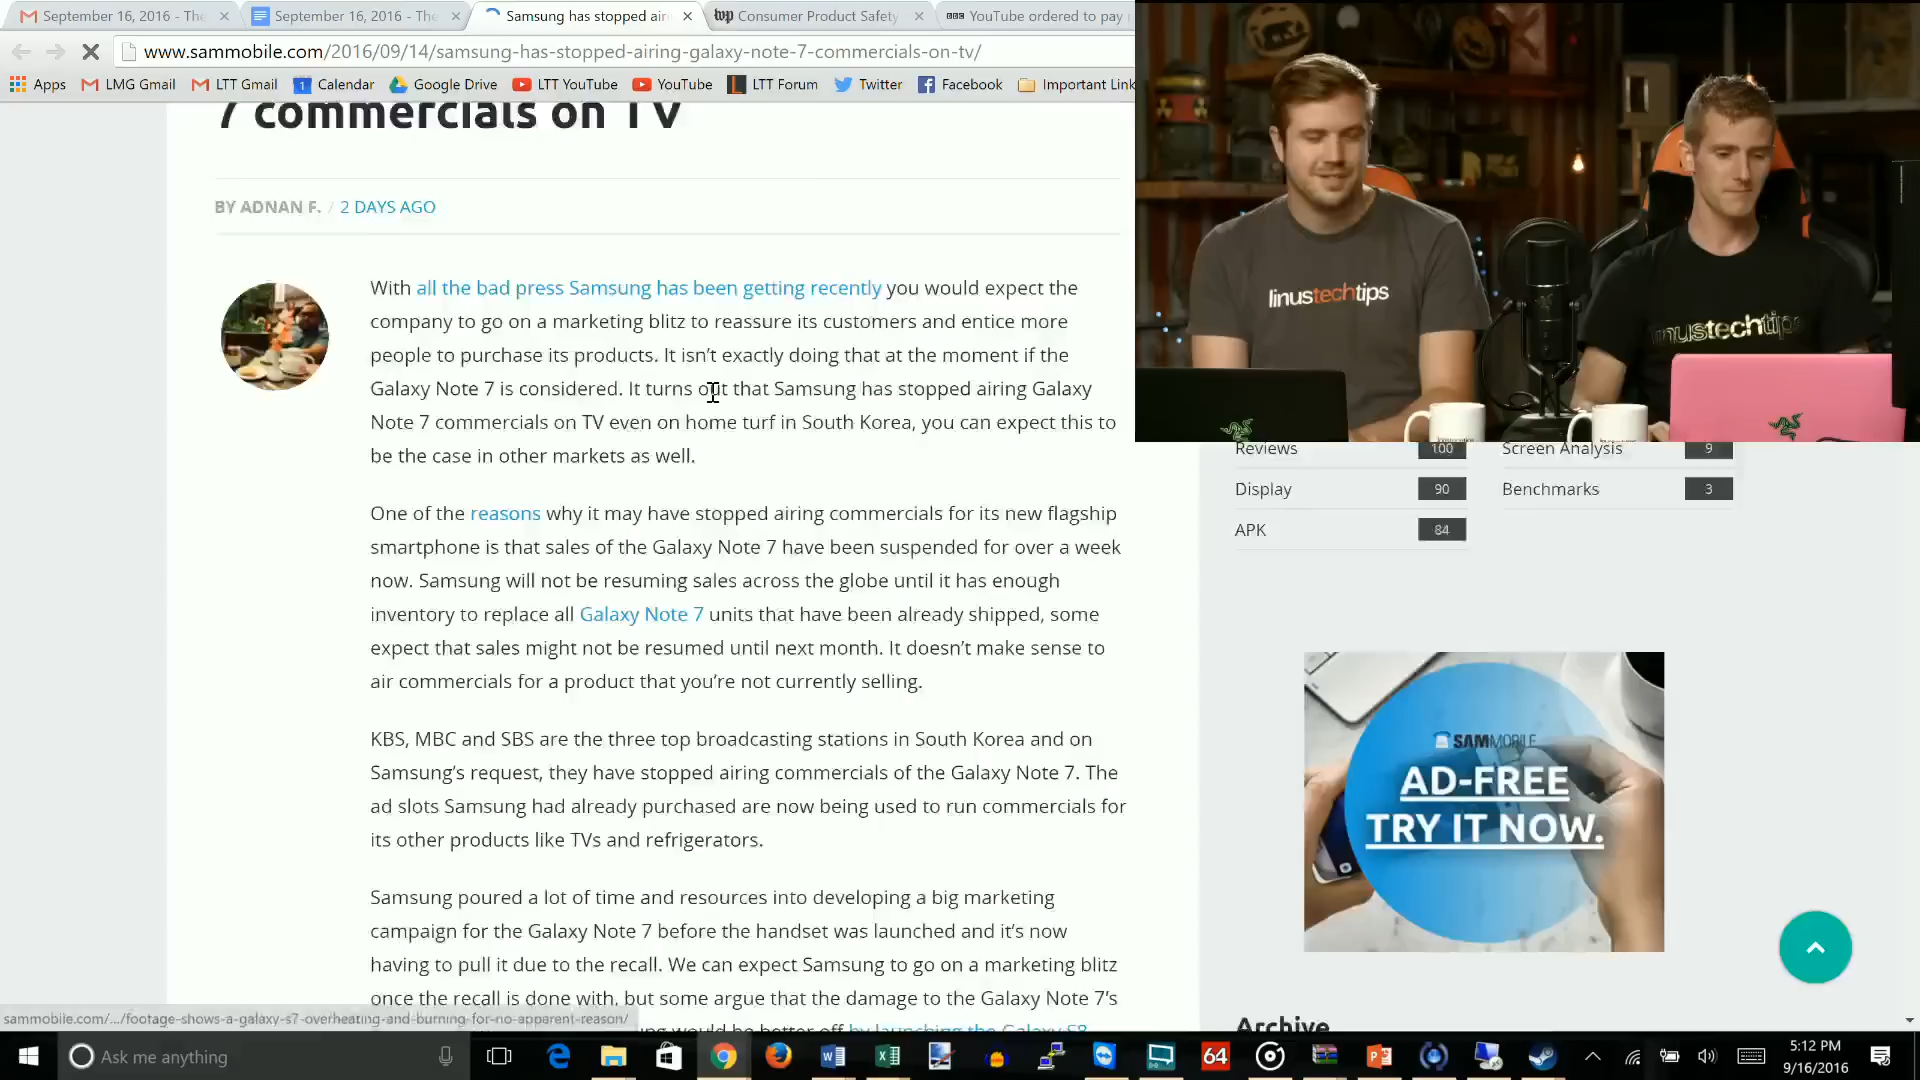 September 16, 2016 - The
September 16, 2016 - The
Samsung has stopped air
Consumer Product Safety
YouTube ordered to pay
www.sammobile.com/2016/09/14/samsung-has-stopped-airing-galaxy-note-7-commercials-on-tv/
Apps LMG Gmail LTT Gmail Calendar Google Drive LTT YouTube YouTube LTT Forum Twitter Facebook Important Link
7 commercials on TV
BY ADNAN F. / 2 DAYS AGO
With all the bad press Samsung has been getting recently you would expect the
company to go on a marketing blitz to reassure its customers and entice more
people to purchase its products. It isn't exactly doing that at the moment if the
Galaxy Note 7 is considered. It turns out that Samsung has stopped airing Galaxy
Note 7 commercials on TV even on home turf in South Korea, you can expect this to
be the case in other markets as well.
One of the reasons why it may have stopped airing commercials for its new flagship
smartphone is that sales of the Galaxy Note 7 have been suspended for over a week
now. Samsung will not be resuming sales across the globe until it has enough
inventory to replace all Galaxy Note 7 units that have been already shipped, some
expect that sales might not be resumed until next month. It doesn't make sense to
air commercials for a product that you're not currently selling.
KBS, MBC and SBS are the three top broadcasting stations in South Korea and on
Samsung's request, they have stopped airing commercials of the Galaxy Note 7. The
ad slots Samsung had already purchased are now being used to run commercials for
its other products like TVs and refrigerators.
Samsung poured a lot of time and resources into developing a big marketing
campaign for the Galaxy Note 7 before the handset was launched and it's now
having to pull it due to the recall. We can expect Samsung to go on a marketing blitz
once the recall is done with, but some argue that the damage to the Galaxy Note 7's
would be better off by launching the Galaxy S8
sammobile.com/.../footage-shows-a-galaxy-s7-overheating-and-burning-for-no-apparent-reason/
linustechtips
linustechtips
Reviews 100
Screen Analysis 9
Display 90
Benchmarks 3
APK 84
SAMMOBILE
AD-FREE
TRY IT NOW.
Archive
Ask me anything
64
5:12 PM
9/16/2016